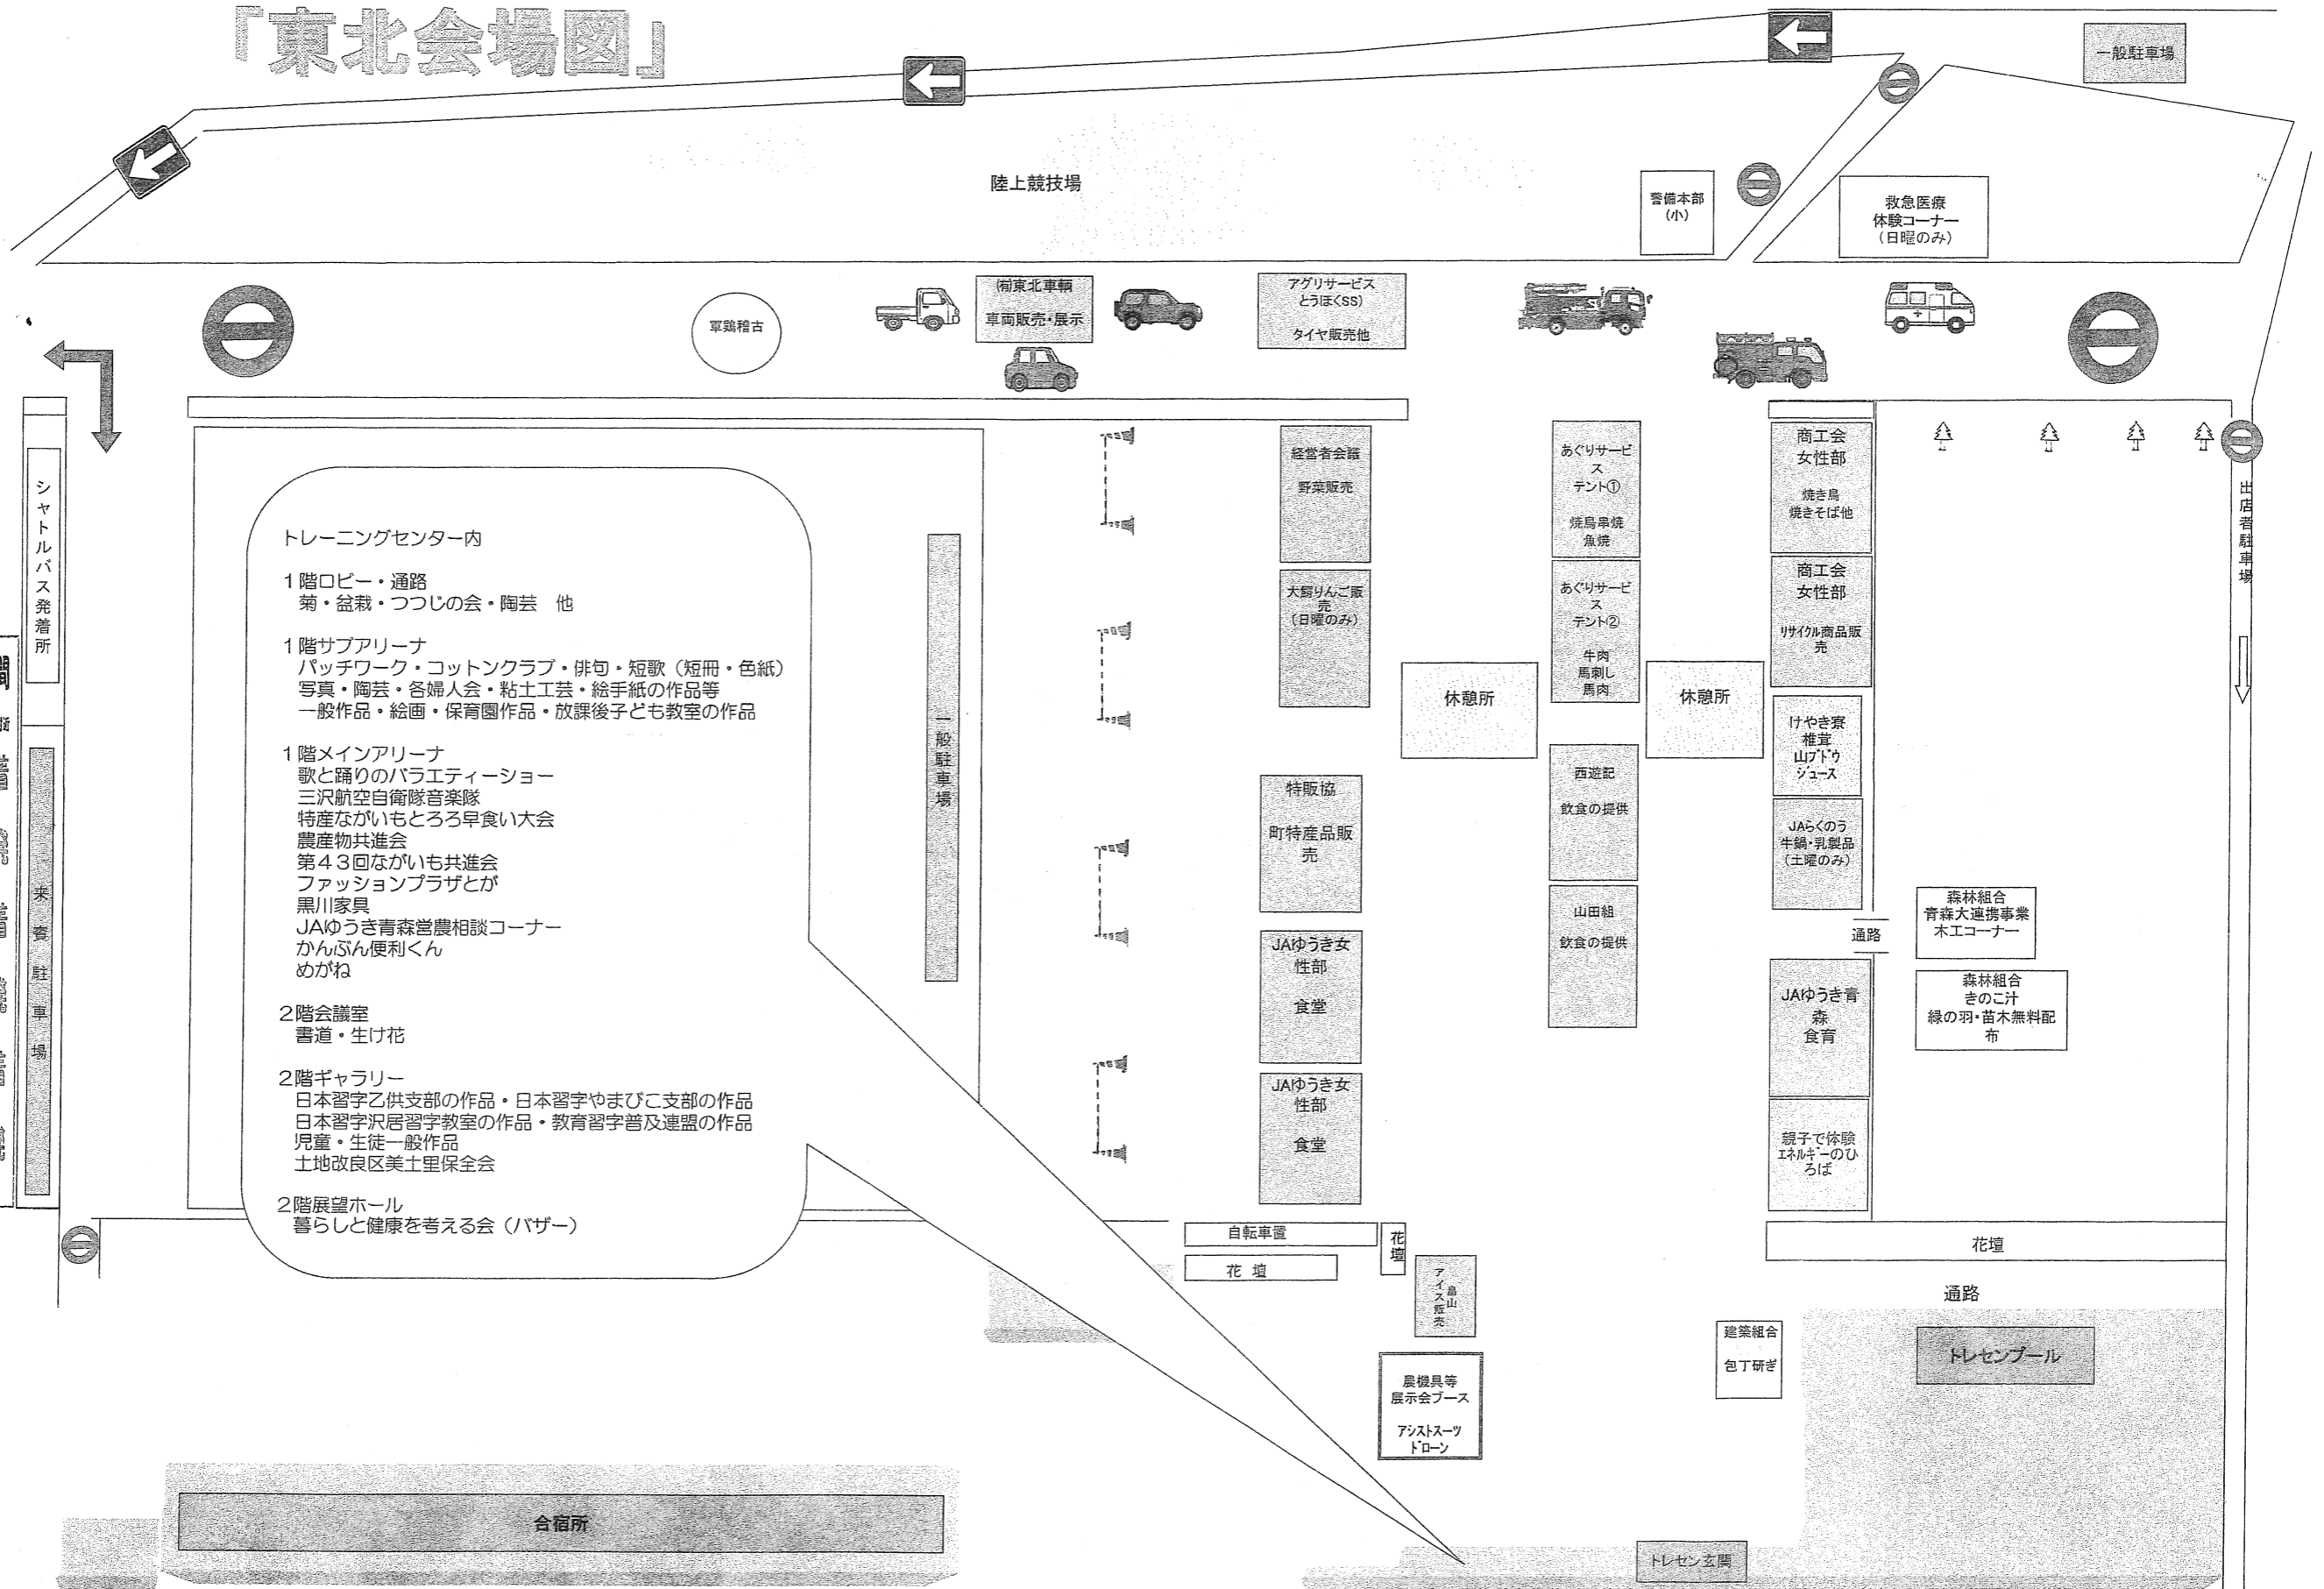 「東北会場図」
一般駐車場
陸上競技場
警備本部
(小)
救急医療
体験コーナー
(日曜のみ)
軍鶏稽古
㈲東北車輌
車両販売・展示
アグリサービス
とうほくSS)
タイヤ販売他
シャトルバス発着所
来賓駐車場
トレーニングセンター内
1階ロビー・通路
菊・盆栽・つつじの会・陶芸 他
1階サブアリーナ
パッチワーク・コットンクラブ・俳句・短歌（短冊・色紙）
写真・陶芸・各婦人会・粘土工芸・絵手紙の作品等
一般作品・絵画・保育園作品・放課後子ども教室の作品
1階メインアリーナ
歌と踊りのバラエティーショー
三沢航空自衛隊音楽隊
特産ながいもとろろ早食い大会
農産物共進会
第43回ながいも共進会
ファッションプラザとが
黒川家具
JAゆうき青森営農相談コーナー
かんぶん便利くん
めがね
2階会議室
書道・生け花
2階ギャラリー
日本習字乙供支部の作品・日本習字やまびこ支部の作品
日本習字沢居習字教室の作品・教育習字普及連盟の作品
児童・生徒一般作品
土地改良区美土里保全会
2階展望ホール
暮らしと健康を考える会（バザー）
一般駐車場
経営者会議
野菜販売
大鰐りんご販
売
(日曜のみ)
特販協
町特産品販
売
JAゆうき女
性部
食堂
JAゆうき女
性部
食堂
休憩所
あぐりサービ
ス
テント①
焼鳥串焼
魚焼
あぐりサービ
ス
テント②
牛肉
馬刺し
馬肉
西遊記
飲食の提供
山田組
飲食の提供
休憩所
商工会
女性部
焼き鳥
焼きそば他
商工会
女性部
リサイクル商品販
売
けやき寮
椎茸
山ブドウ
ジュース
JAらくのう
牛鍋・乳製品
(土曜のみ)
通路
JAゆうき青
森
食育
親子で体験
エネルギーのひ
ろば
森林組合
青森大連携事業
木工コーナー
森林組合
きのこ汁
緑の羽・苗木無料配
布
出店者駐車場
自転車置
花壇
花壇
畠山
アイス販売
花壇
通路
農機具等
展示会ブース
アシストスーツ
ドローン
建築組合
包丁研ぎ
トレセンプール
合宿所
トレセン玄関